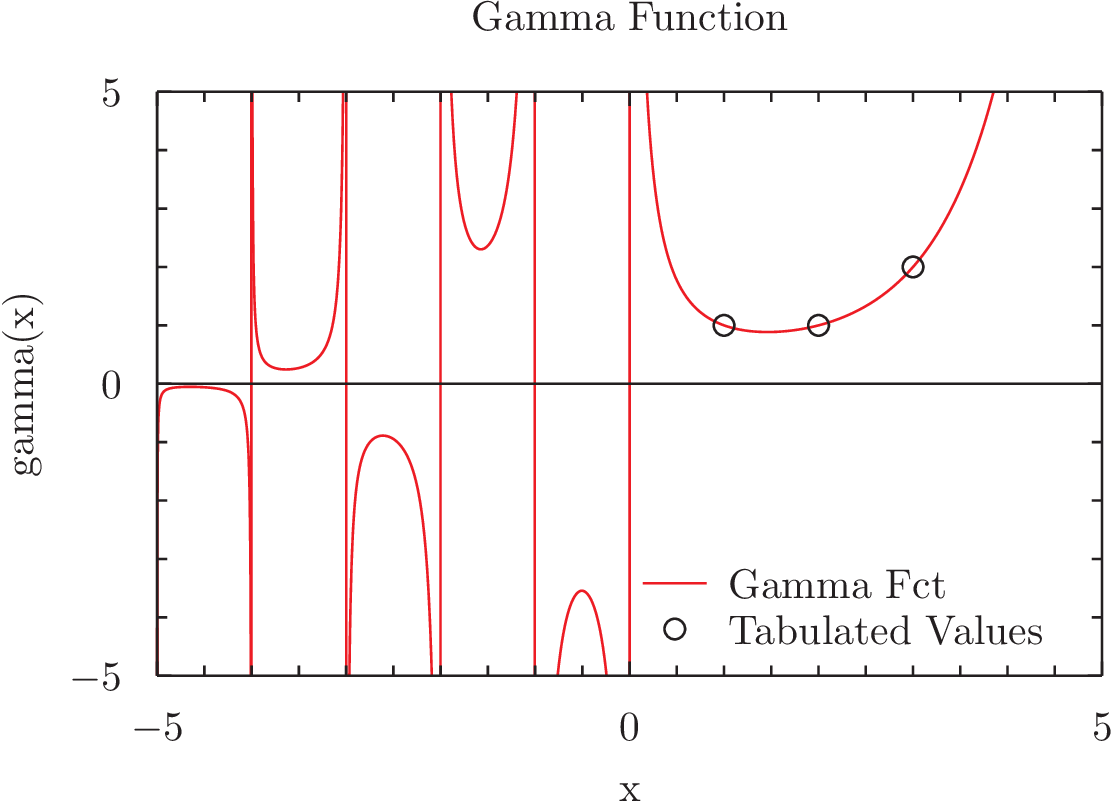 Gamma Function
5
gamma(x)
0
Gamma Fct
Tabulated Values
−5
−5 0 5
x